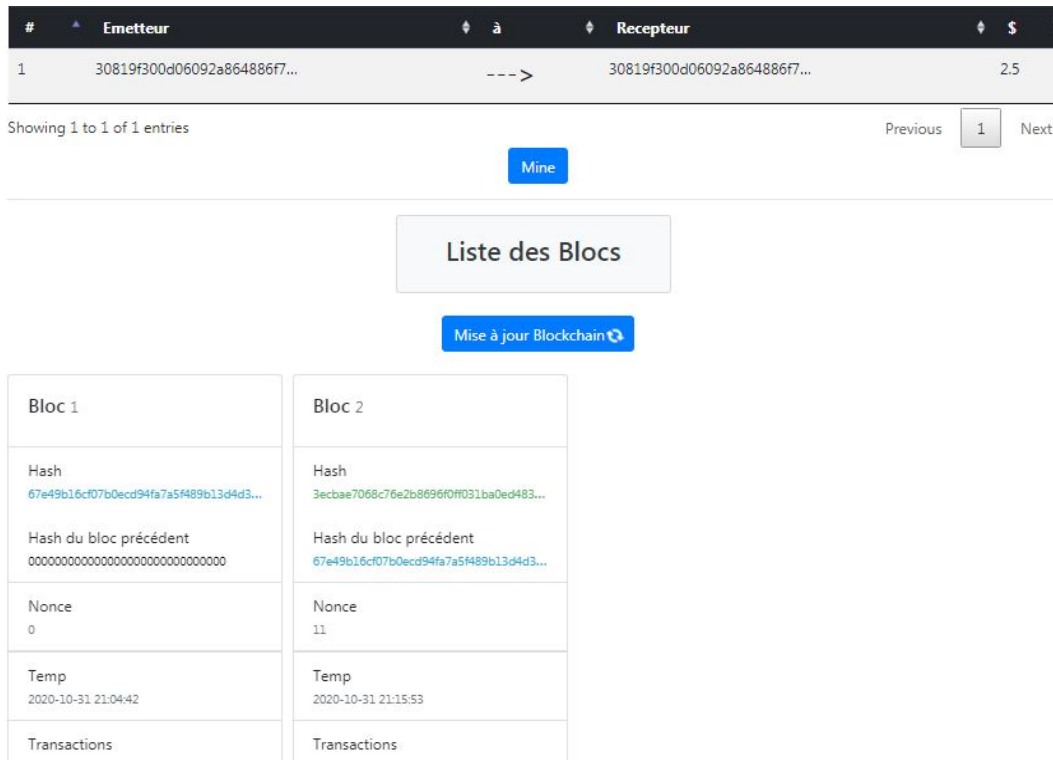 # Emetteur à Recepteur $
1 30819f300d06092a864886f7... ---> 30819f300d06092a864886f7... 2.5
Showing 1 to 1 of 1 entries Previous 1 Next
Mine
Liste des Blocs
Mise à jour Blockchain
Bloc 1
Hash
67e49b16cf07b0ecd94fa7a5f489b13d4d3...
Hash du bloc précédent
000000000000000000000000000000
Nonce
0
Temp
2020-10-31 21:04:42
Transactions
Bloc 2
Hash
3ecbae7068c76e2b8696f0ff031ba0ed483...
Hash du bloc précédent
67e49b16cf07b0ecd94fa7a5f489b13d4d3...
Nonce
11
Temp
2020-10-31 21:15:53
Transactions